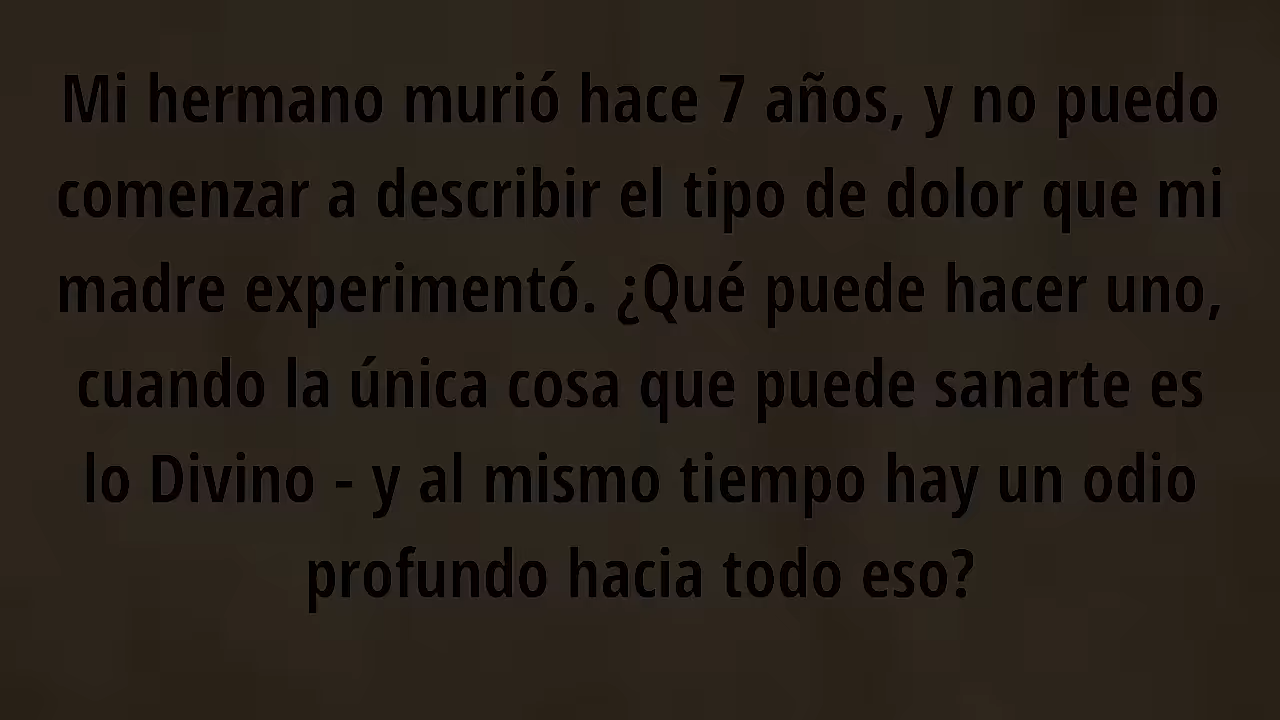 Mi hermano murió hace 7 años, y no puedo
comenzar a describir el tipo de dolor que mi
madre experimentó. ¿Qué puede hacer uno,
cuando la única cosa que puede sanarte es
lo Divino - y al mismo tiempo hay un odio
profundo hacia todo eso?